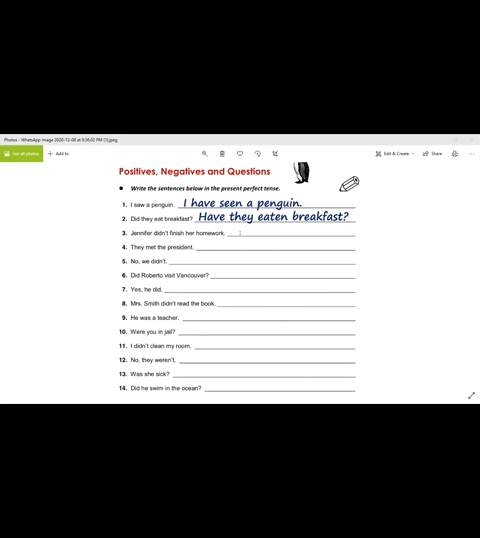 Photos - WhatsApp Image 2020-12-08 at 8.36.02 PM (1).jpeg
See all photos + Add to Edit & Create Share
Positives, Negatives and Questions
• Write the sentences below in the present perfect tense.
1. I saw a penguin. I have seen a penguin.
2. Did they eat breakfast? Have they eaten breakfast?
3. Jennifer didn't finish her homework.
4. They met the president.
5. No, we didn't.
6. Did Roberto visit Vancouver?
7. Yes, he did.
8. Mrs. Smith didn't read the book.
9. He was a teacher.
10. Were you in jail?
11. I didn't clean my room.
12. No, they weren't.
13. Was she sick?
14. Did he swim in the ocean?